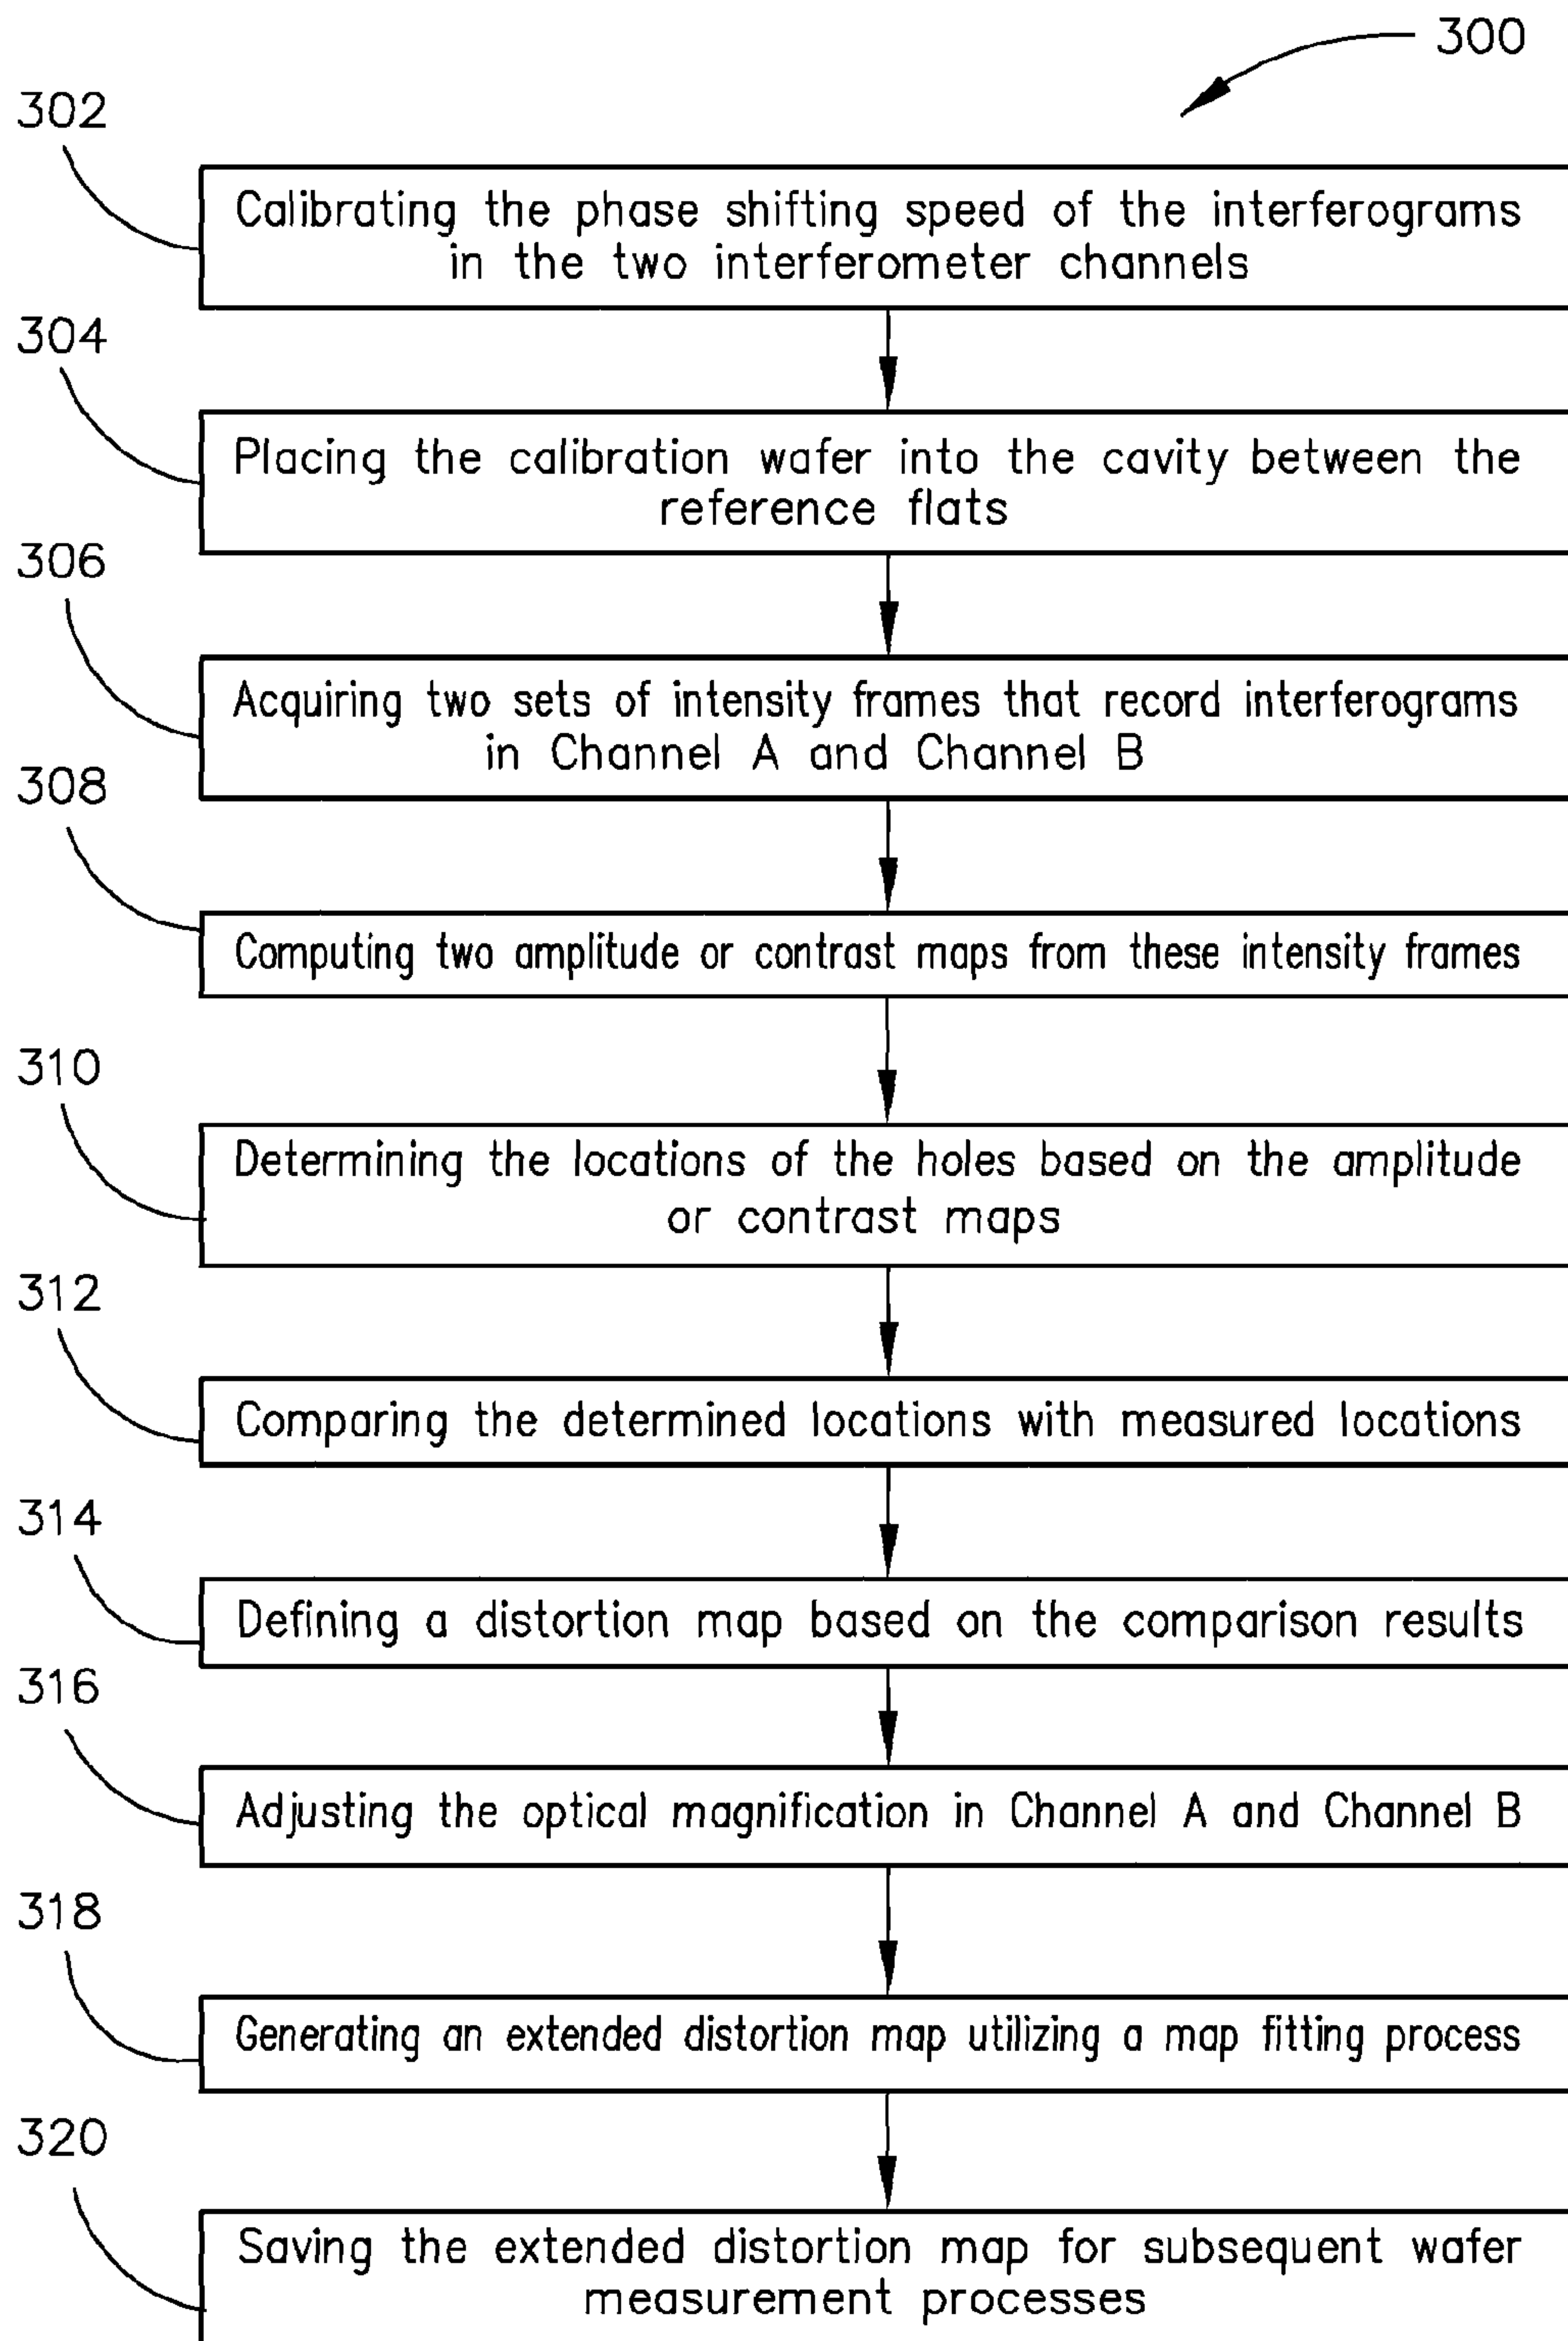 300
302
Calibrating the phase shifting speed of the interferograms
in the two interferometer channels
304
Placing the calibration wafer into the cavity between the
reference flats
306
Acquiring two sets of intensity frames that record interferograms
in Channel A and Channel B
308
Computing two amplitude or contrast maps from these intensity frames
310
Determining the locations of the holes based on the amplitude
or contrast maps
312
Comparing the determined locations with measured locations
314
Defining a distortion map based on the comparison results
316
Adjusting the optical magnification in Channel A and Channel B
318
Generating an extended distortion map utilizing a map fitting process
320
Saving the extended distortion map for subsequent wafer
measurement processes